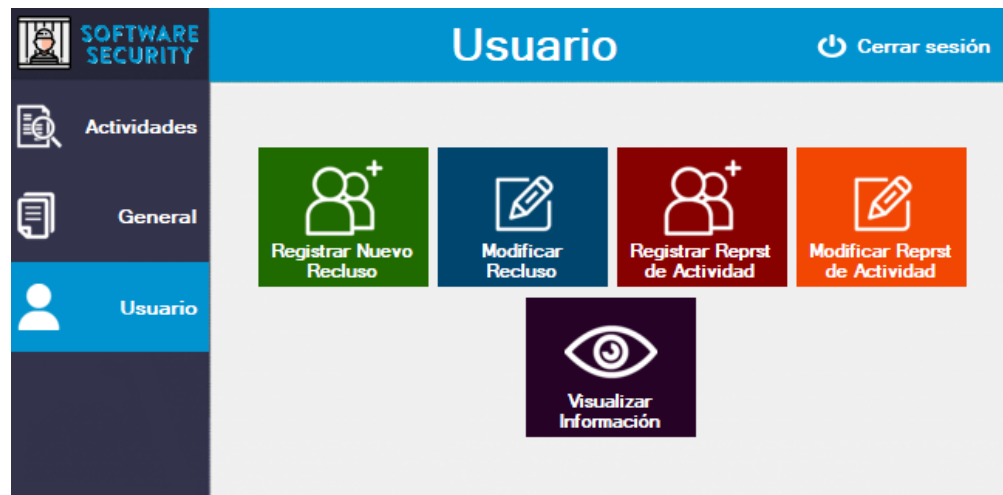 SOFTWARE
SECURITY
Usuario
Cerrar sesión
Actividades
General
Usuario
Registrar Nuevo
Recluso
Modificar
Recluso
Registrar Reprst
de Actividad
Modificar Reprst
de Actividad
Visualizar
Información